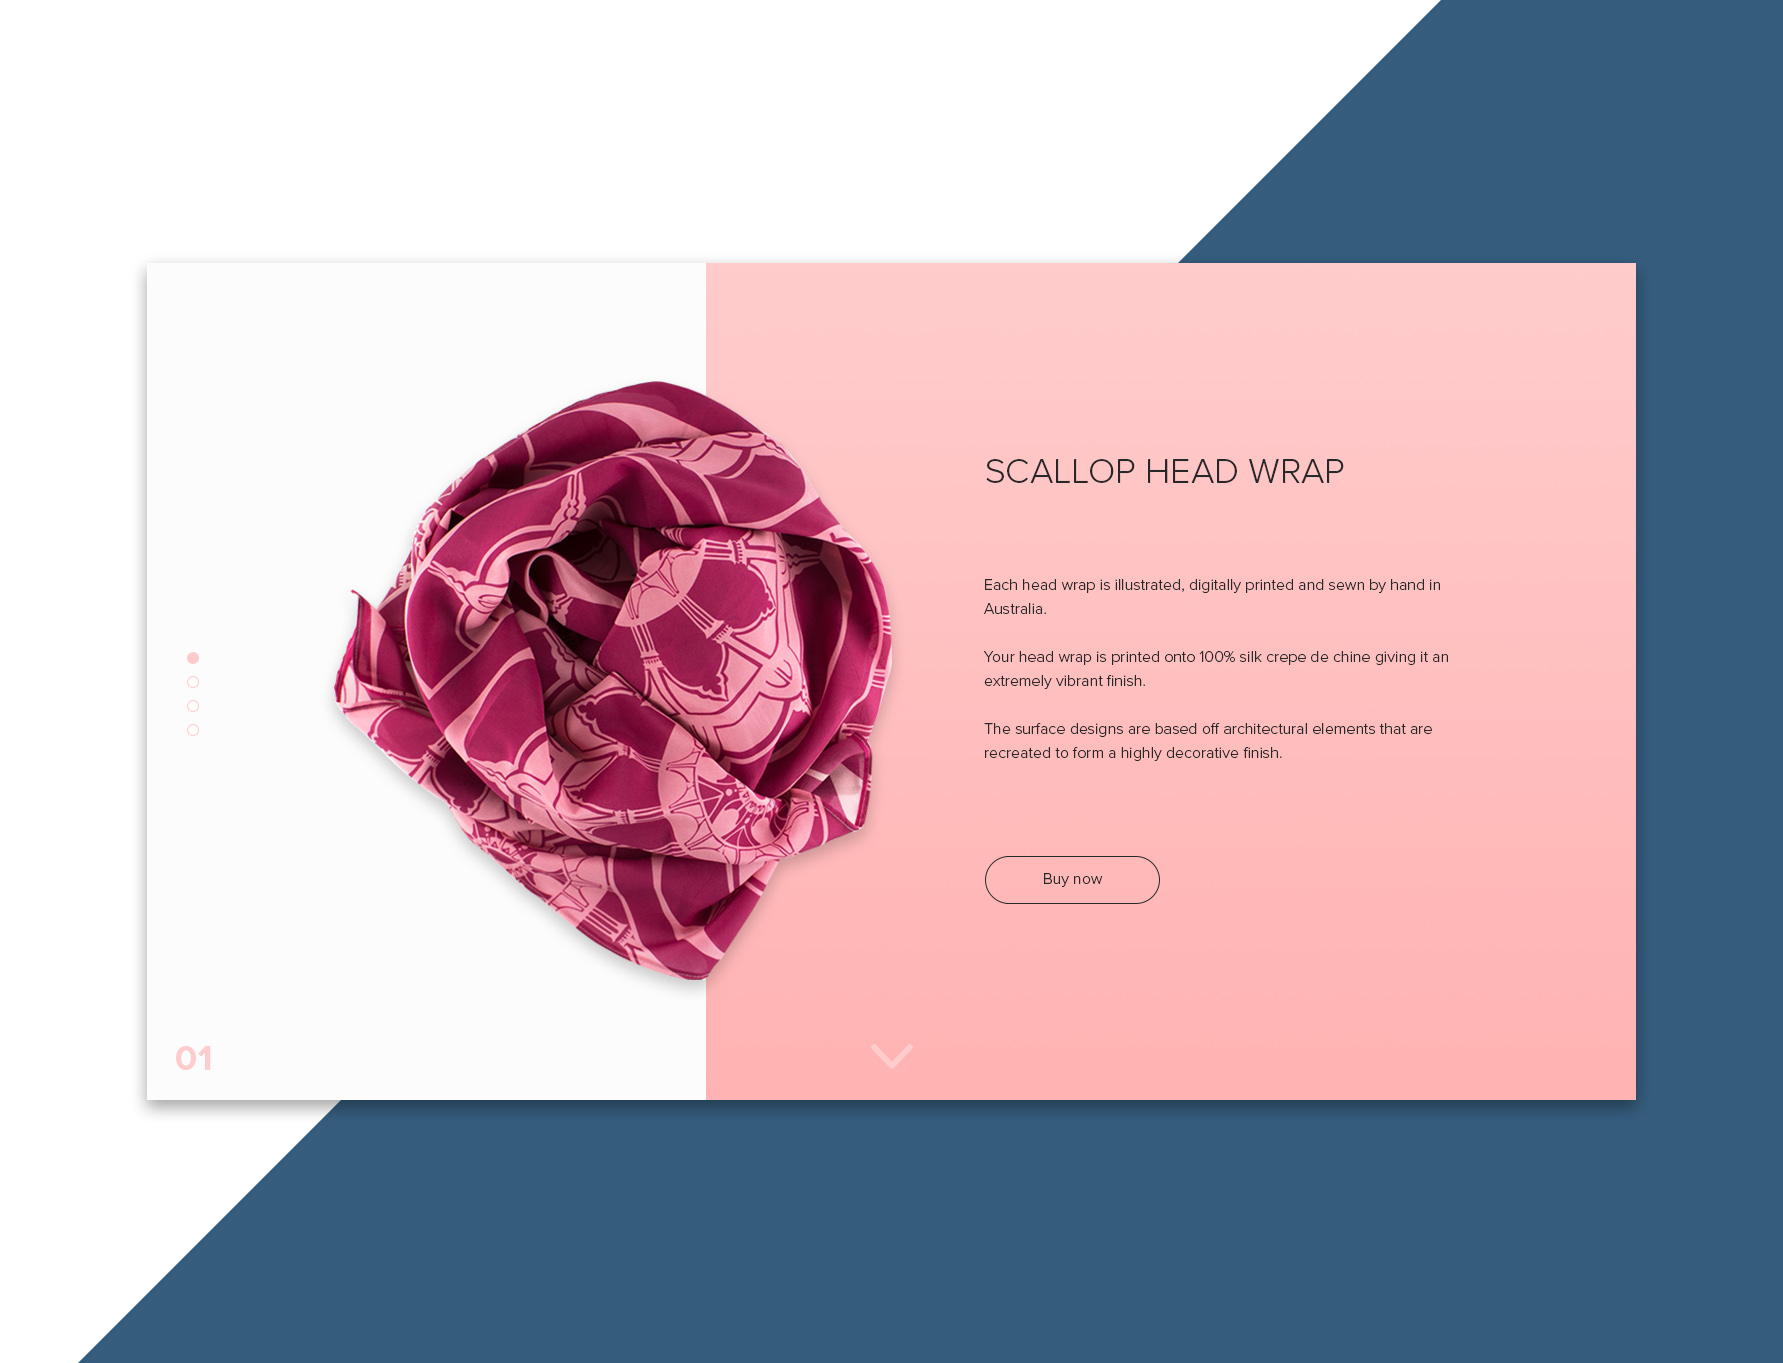 SCALLOP HEAD WRAP
Each head wrap is illustrated, digitally printed and sewn by hand in
Australia.
Your head wrap is printed onto 100% silk crepe de chine giving it an
extremely vibrant finish.
The surface designs are based off architectural elements that are
recreated to form a highly decorative finish.
Buy now
01